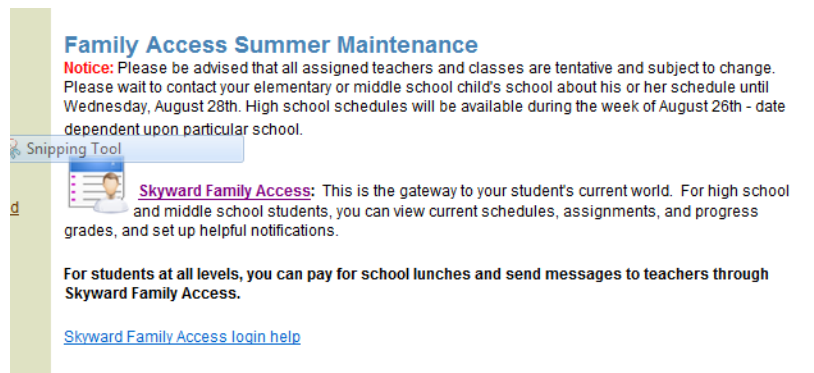 Family Access Summer Maintenance
Notice: Please be advised that all assigned teachers and classes are tentative and subject to change.
Please wait to contact your elementary or middle school child's school about his or her schedule until
Wednesday, August 28th. High school schedules will be available during the week of August 26th - date
dependent upon particular school.
Snipping Tool
Skyward Family Access: This is the gateway to your student's current world. For high school
d
and middle school students, you can view current schedules, assignments, and progress
grades, and set up helpful notifications.
For students at all levels, you can pay for school lunches and send messages to teachers through
Skyward Family Access.
Skyward Family Access login help